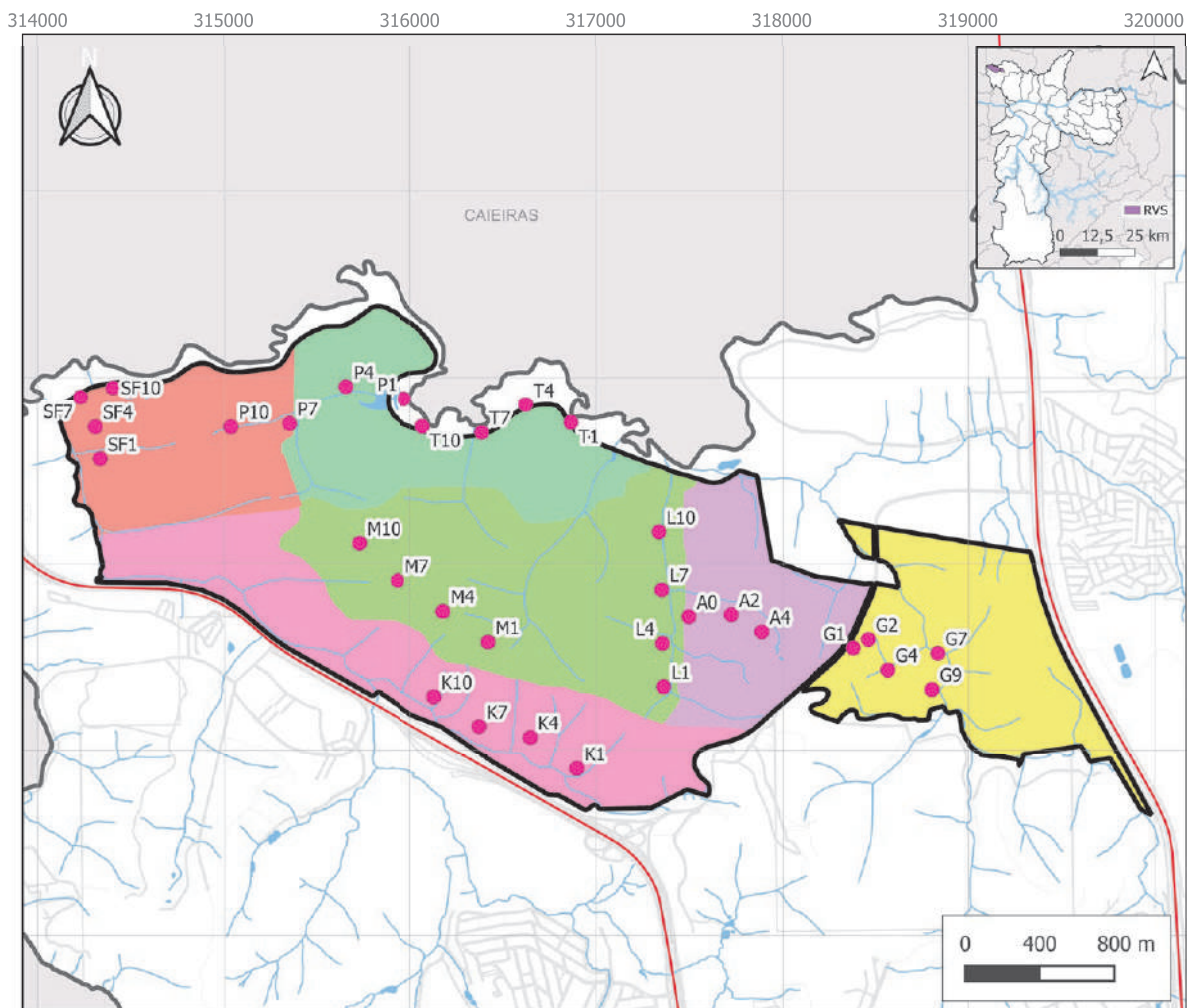 314000 315000 316000 317000 318000 319000 320000
N
RVS
0 12,5 25 km
CAIEIRAS
P4
P1
SF10
SF7
SF4
P10
P7
T4
T7
T10
T1
SF1
L10
M10
M7
L7
M4
A0
A2
A4
M1
L4
G1
G2
G7
G4
L1
G9
K10
K7
K4
K1
0 400 800 m